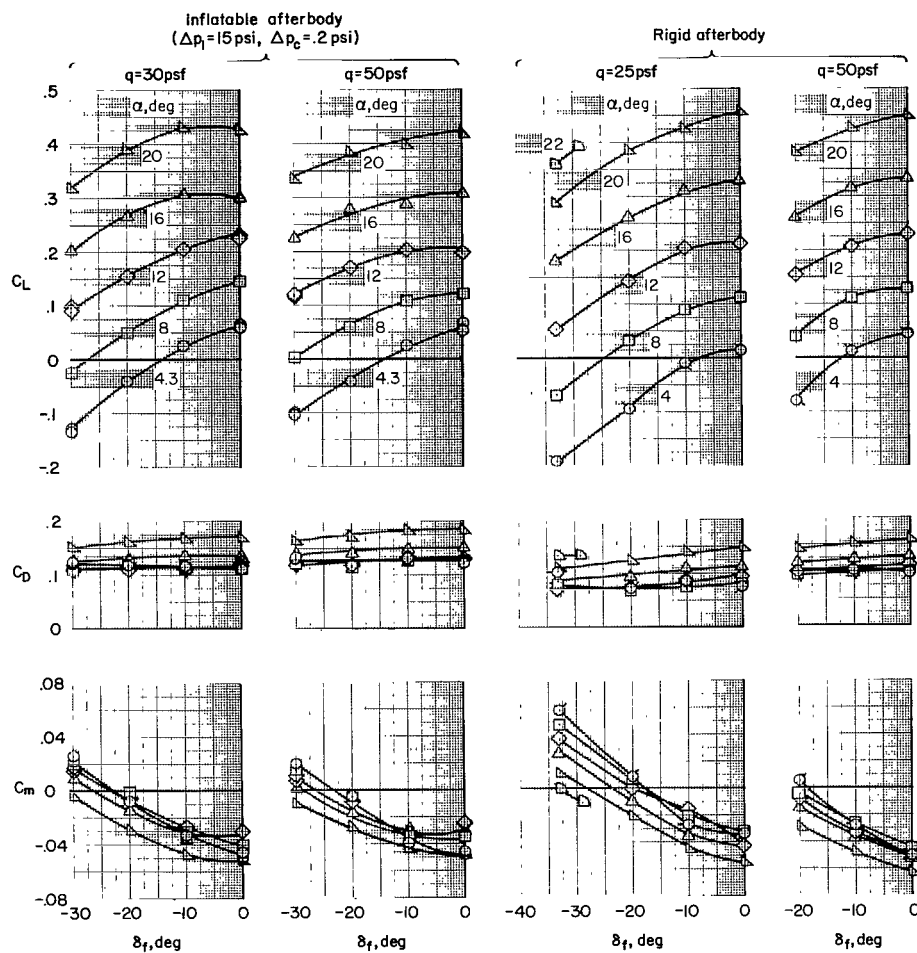 Inflatable afterbody
(Δp₁=15 psi, Δp_c=.2 psi)
Rigid afterbody
q=30psf
q=50psf
q=25psf
q=50psf
.5
.4
.3
.2
.1
0
-.1
-.2
C_L
α, deg
20
16
12
8
4.3
α, deg
20
16
12
8
4.3
α, deg
22
20
16
12
8
4
α, deg
20
16
12
8
4
.2
.1
0
C_D
.08
.04
0
-.04
-.08
C_m
-30 -20 -10 0
-30 -20 -10 0
-40 -30 -20 -10 0
-20 -10 0
δ_f, deg
δ_f, deg
δ_f, deg
δ_f, deg